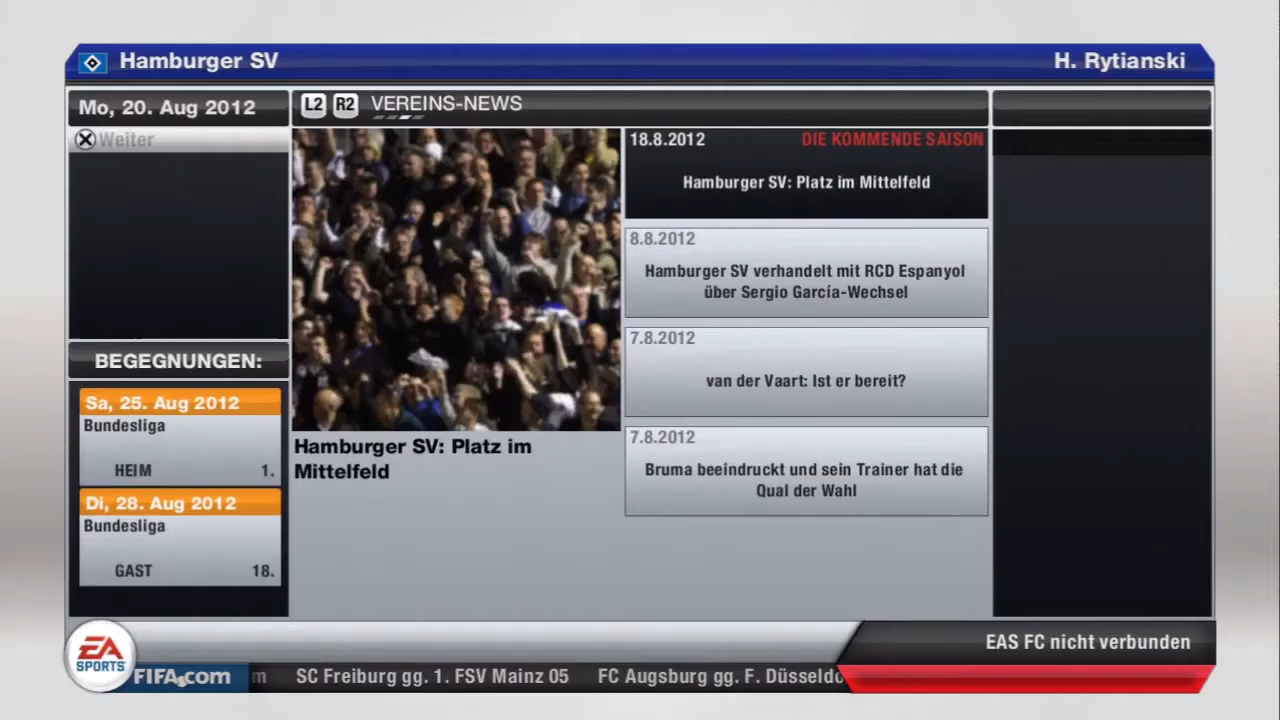 Hamburger SV
H. Rytianski
Mo, 20. Aug 2012
L2 R2 VEREINS-NEWS
Weiter
18.8.2012 DIE KOMMENDE SAISON
Hamburger SV: Platz im Mittelfeld
8.8.2012
Hamburger SV verhandelt mit RCD Espanyol
über Sergio García-Wechsel
7.8.2012
van der Vaart: Ist er bereit?
7.8.2012
Bruma beeindruckt und sein Trainer hat die
Qual der Wahl
Hamburger SV: Platz im
Mittelfeld
BEGEGNUNGEN:
Sa, 25. Aug 2012
Bundesliga
HEIM 1.
Di, 28. Aug 2012
Bundesliga
GAST 18.
EAS FC nicht verbunden
EA
SPORTS
FIFA.com m SC Freiburg gg. 1. FSV Mainz 05 FC Augsburg gg. F. Düsseldo